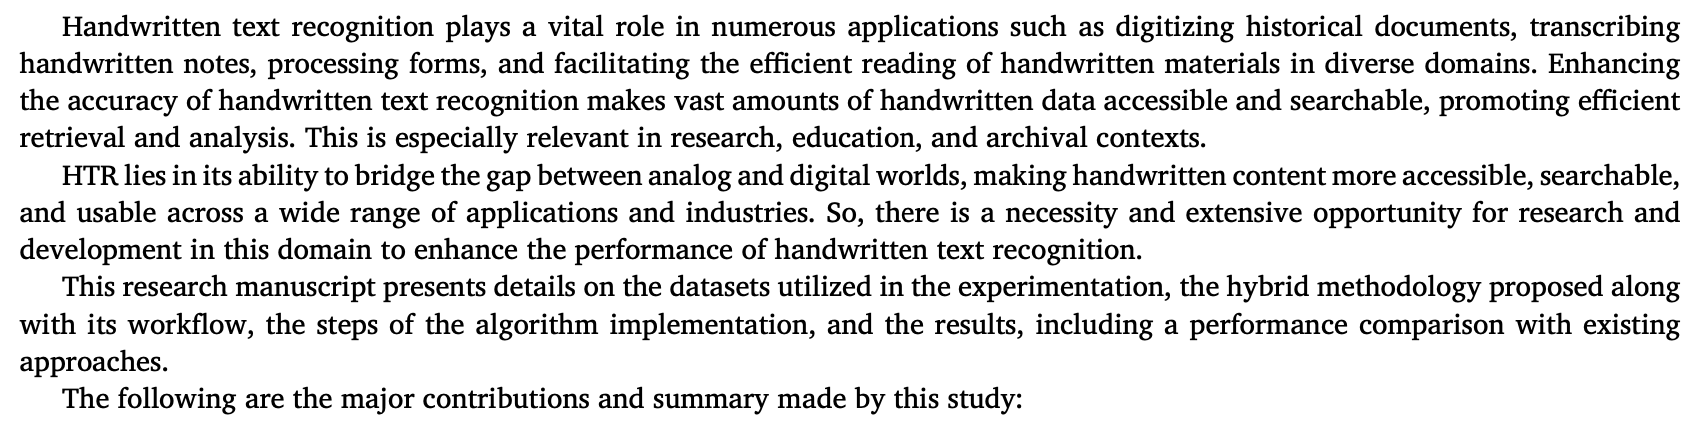 Handwritten text recognition plays a vital role in numerous applications such as digitizing historical documents, transcribing
handwritten notes, processing forms, and facilitating the efficient reading of handwritten materials in diverse domains. Enhancing
the accuracy of handwritten text recognition makes vast amounts of handwritten data accessible and searchable, promoting efficient
retrieval and analysis. This is especially relevant in research, education, and archival contexts.
HTR lies in its ability to bridge the gap between analog and digital worlds, making handwritten content more accessible, searchable,
and usable across a wide range of applications and industries. So, there is a necessity and extensive opportunity for research and
development in this domain to enhance the performance of handwritten text recognition.
This research manuscript presents details on the datasets utilized in the experimentation, the hybrid methodology proposed along
with its workflow, the steps of the algorithm implementation, and the results, including a performance comparison with existing
approaches.
The following are the major contributions and summary made by this study: